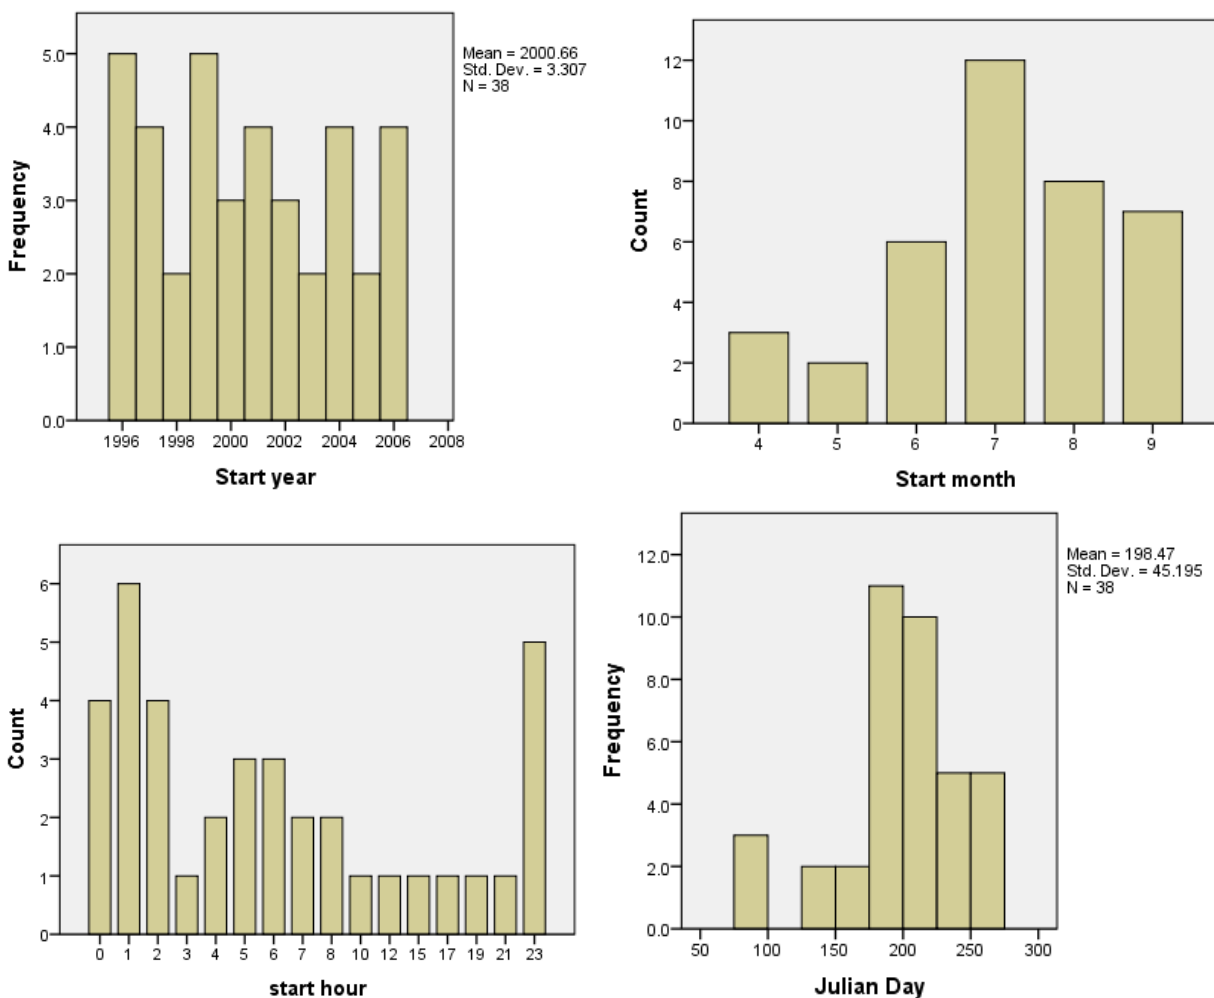 5.0
4.0
3.0
2.0
1.0
0.0
Frequency
1996 1998 2000 2002 2004 2006 2008
Start year
Mean = 2000.66
Std. Dev. = 3.307
N = 38
12
10
8
6
4
2
0
Count
4 5 6 7 8 9
Start month
6
5
4
3
2
1
0
Count
0 1 2 3 4 5 6 7 8 10 12 15 17 19 21 23
start hour
12.0
10.0
8.0
6.0
4.0
2.0
0.0
Frequency
50 100 150 200 250 300
Julian Day
Mean = 198.47
Std. Dev. = 45.195
N = 38